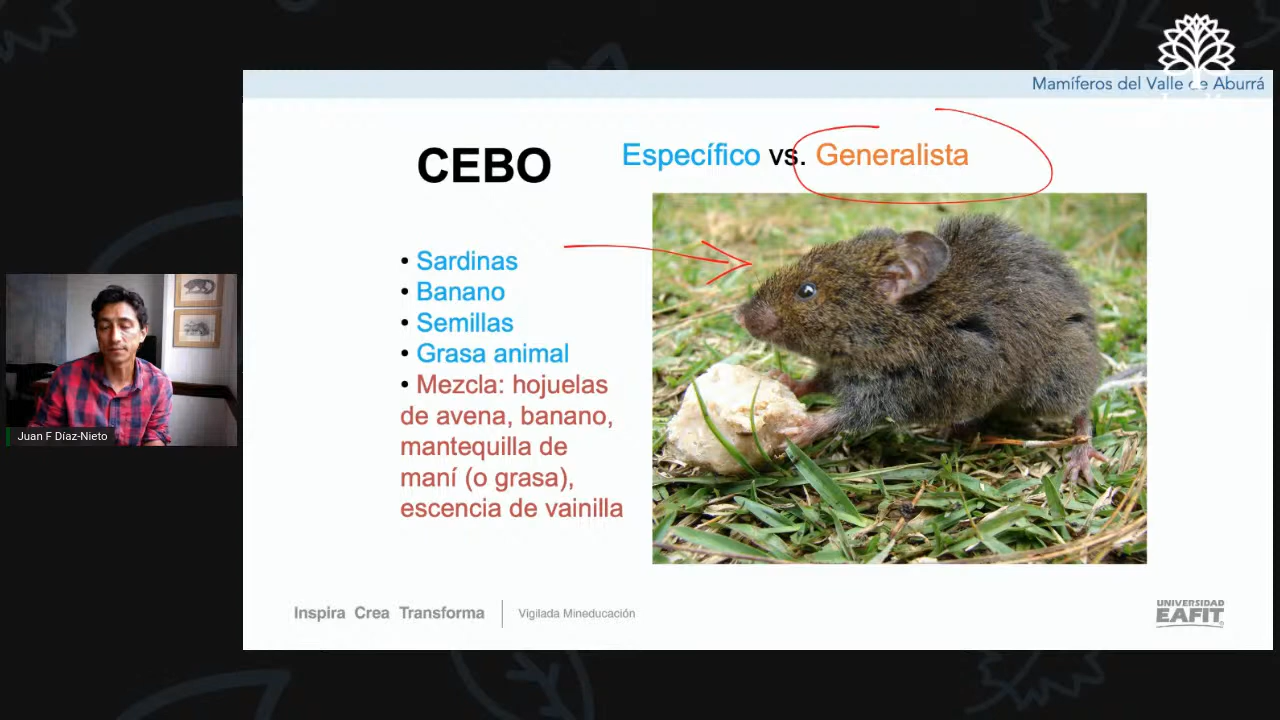 Mamíferos del Valle de Aburrá
CEBO
Específico vs. Generalista
• Sardinas
• Banano
• Semillas
• Grasa animal
• Mezcla: hojuelas
de avena, banano,
mantequilla de
maní (o grasa),
escencia de vainilla
Juan F Díaz-Nieto
Inspira Crea Transforma
Vigilada Mineducación
UNIVERSIDAD
EAFIT